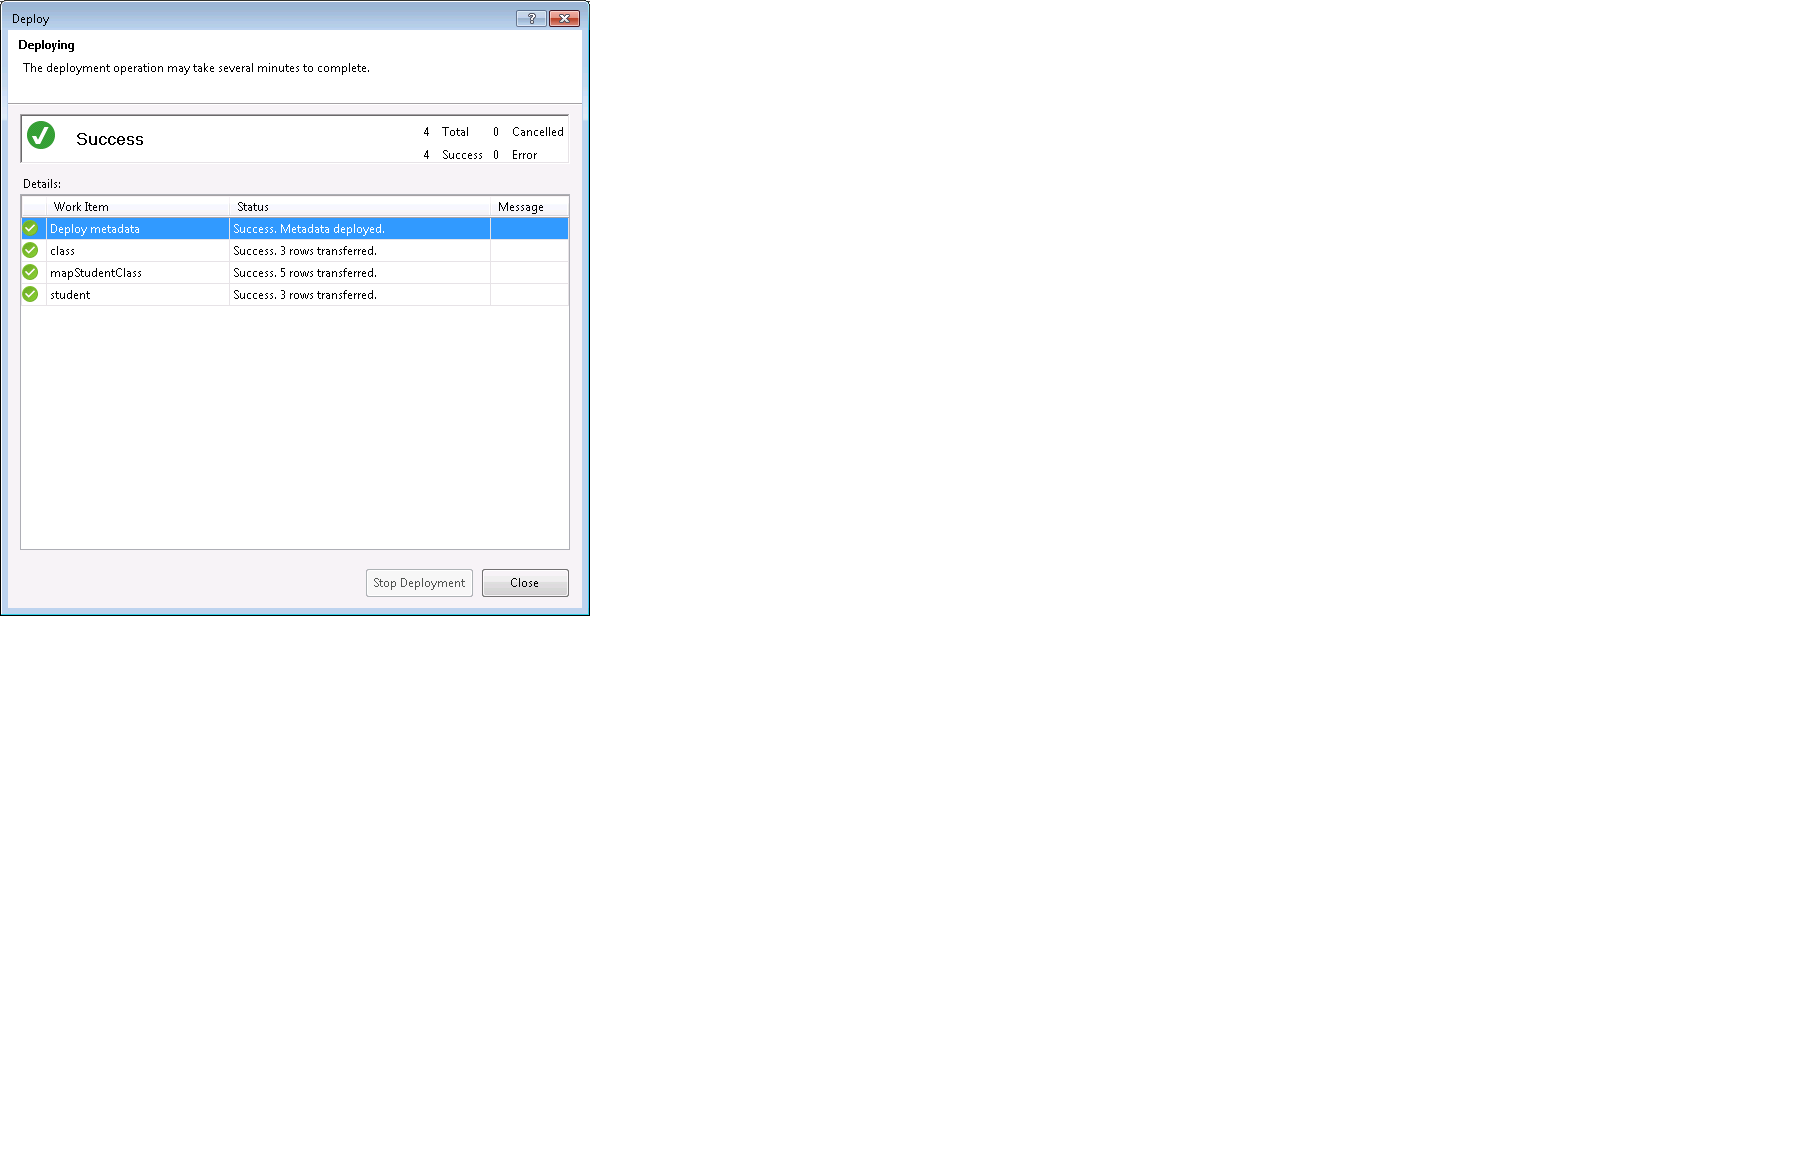 Deploy
Deploying
The deployment operation may take several minutes to complete.
Success 4 Total 0 Cancelled
4 Success 0 Error
Details:
Work Item Status Message
Deploy metadata Success. Metadata deployed.
class Success. 3 rows transferred.
mapStudentClass Success. 5 rows transferred.
student Success. 3 rows transferred.
Stop Deployment Close